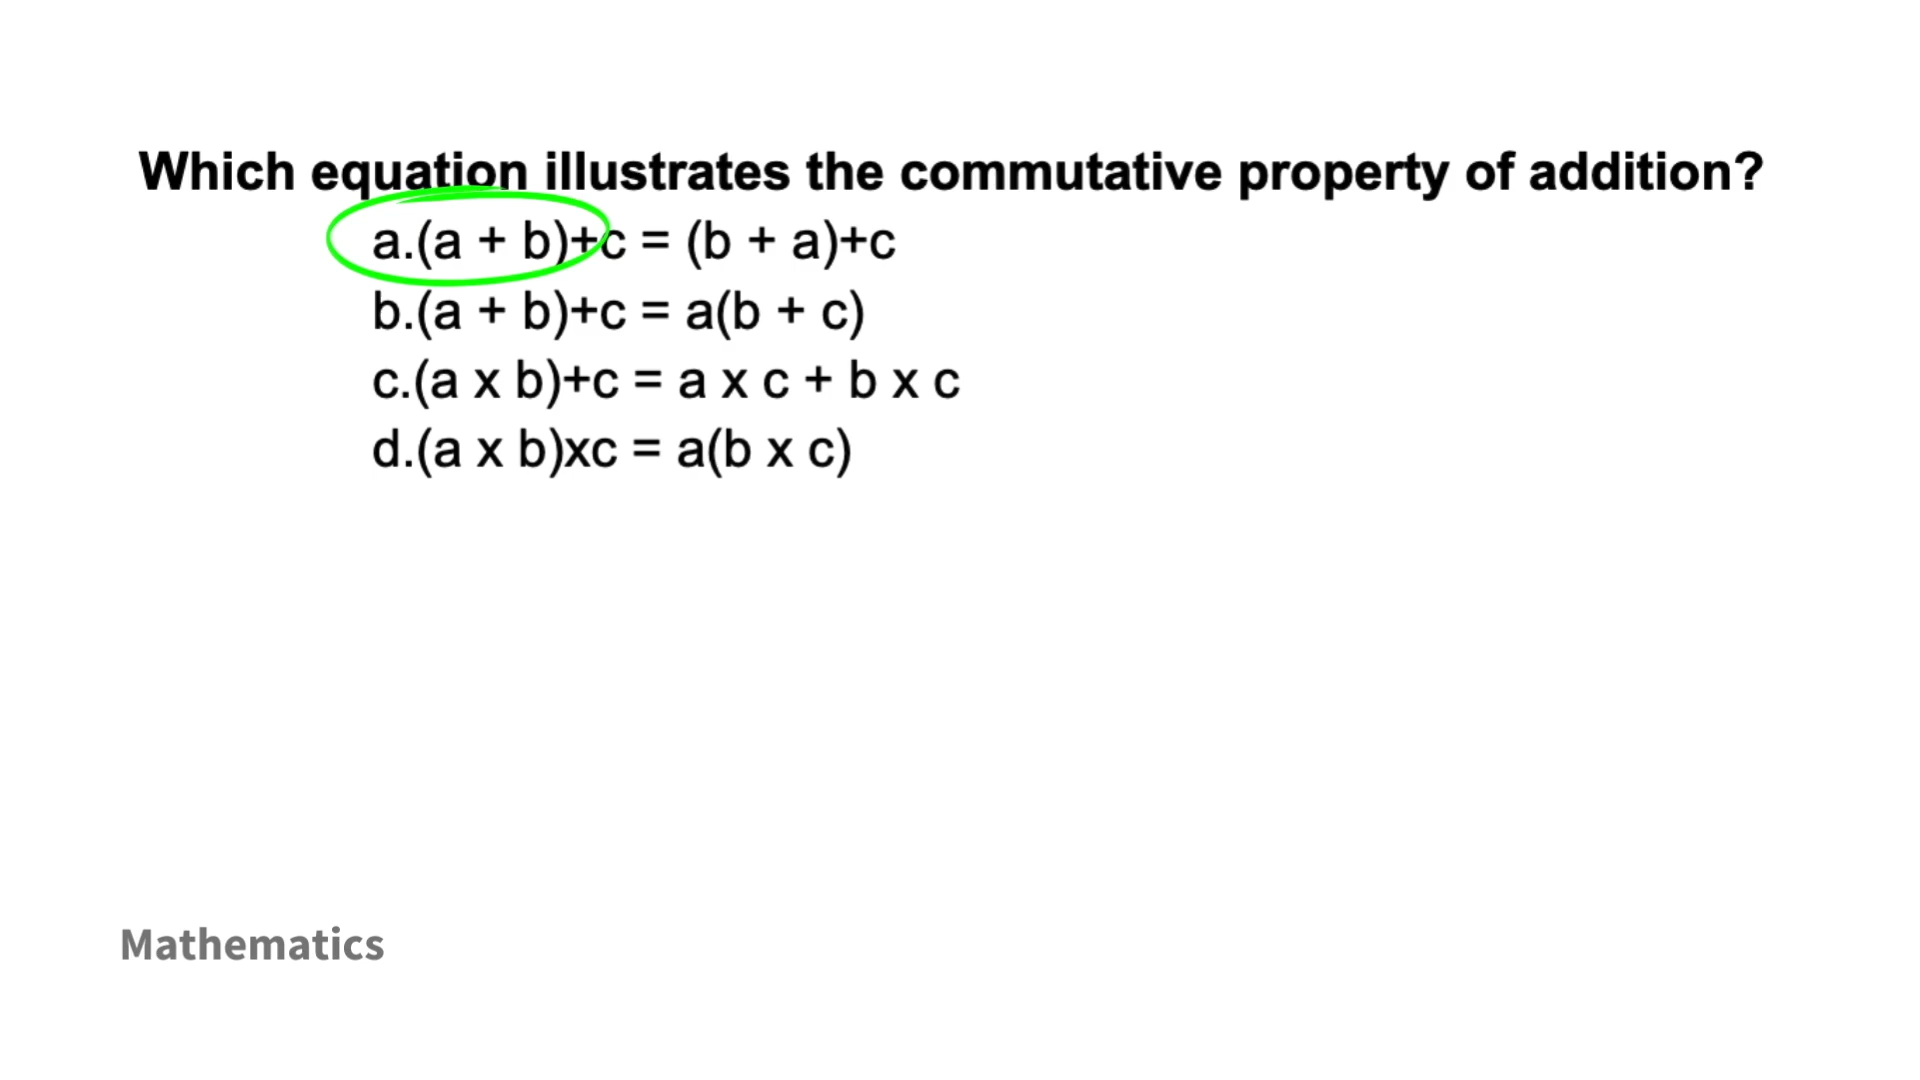 Which equation illustrates the commutative property of addition?
a.(a + b)+c = (b + a)+c
b.(a + b)+c = a(b + c)
c.(a x b)+c = a x c + b x c
d.(a x b)xc = a(b x c)
Mathematics